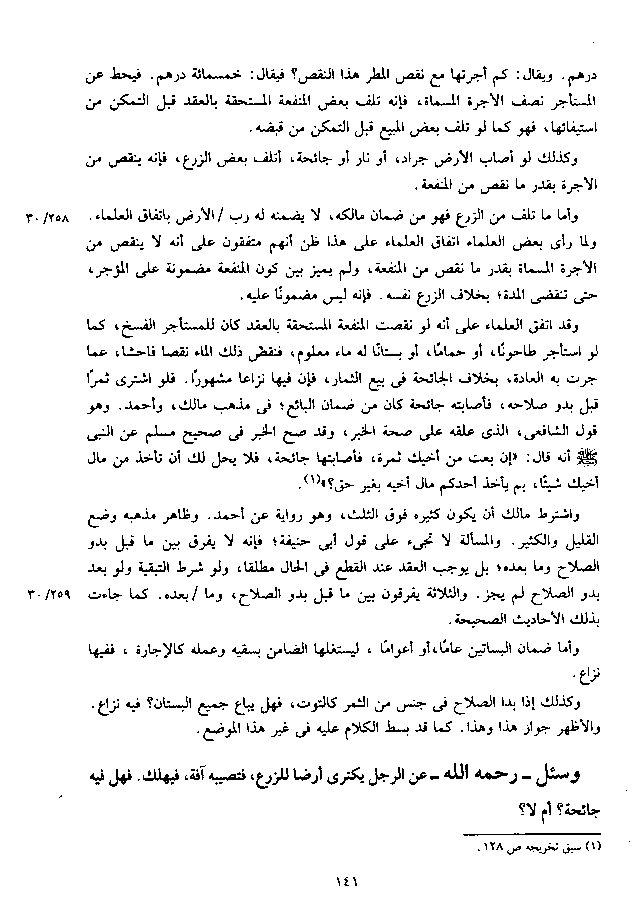 درهم. ويقال: كم أجرتها مع نقص المطر هذا النقص؟ فيقال: خمسمائة درهم. فيحط عن
المستأجر نصف الأجرة المسماة، فإنه تلف بعض المنفعة المستحقة بالعقد قبل التمكن من
استيفائها، فهو كما لو تلف بعض المبيع قبل التمكن من قبضه.
وكذلك لو أصاب الأرض جراد، أو نار أو جائحة، أتلف بعض الزرع، فإنه ينقص من
الأجرة بقدر ما نقص من المنفعة.
وأما ما تلف من الزرع فهو من ضمان مالكه، لا يضمنه له رب / الأرض باتفاق العلماء.
٣٠/٢٥٨
ولما رأى بعض العلماء اتفاق العلماء على هذا ظن أنهم متفقون على أنه لا ينقص من
الأجرة المسماة بقدر ما نقص من المنفعة، ولم يميز بين كون المنفعة مضمونة على المؤجر،
حتى تنقضى المدة؛ بخلاف الزرع نفسه. فإنه ليس مضمونًا عليه.
وقد اتفق العلماء على أنه لو نقصت المنفعة المستحقة بالعقد كان للمستأجر الفسخ، كما
لو استأجر طاحونًا، أو حمامًا، أو بستانًا له ماء معلوم، فنقض ذلك الماء نقصا فاحشا، عما
جرت به العادة، بخلاف الجائحة فى بيع الثمار، فإن فيها نزاعا مشهورًا. فلو اشترى ثمرًا
قبل بدو صلاحه، فأصابته جائحة كان من ضمان البائع؛ فى مذهب مالك، وأحمد. وهو
قول الشافعى، الذى علقه على صحة الخبر، وقد صح الخبر فى صحيح مسلم عن النبى
ﷺ أنه قال: «إن بعت من أخيك ثمرة، فأصابتها جائحة، فلا يحل لك أن تأخذ من مال
أخيك شيئًا، بم يأخذ أحدكم مال أخيه بغير حق؟»(١).
واشترط مالك أن يكون كثيره فوق الثلث، وهو رواية عن أحمد. وظاهر مذهبه وضع
القليل والكثير. والمسألة لا تجىء على قول أبى حنيفة؛ فإنه لا يفرق بين ما قبل بدو
الصلاح وما بعده؛ بل يوجب العقد عند القطع فى الحال مطلقا، ولو شرط التبقية ولو بعد
بدو الصلاح لم يجز. والثلاثة يفرقون بين ما قبل بدو الصلاح، وما / بعده. كما جاءت
٣٠/٢٥٩
بذلك الأحاديث الصحيحة.
وأما ضمان البساتين عامًا، أو أعوامًا ، ليستغلها الضامن بسقيه وعمله كالإجارة ، ففيها
نزاع.
وكذلك إذا بدا الصلاح فى جنس من الثمر كالتوت، فهل يباع جميع البستان؟ فيه نزاع.
والأظهر جواز هذا وهذا. كما قد بسط الكلام عليه فى غير هذا الموضع.
وسئل ـ رحمه الله ـ عن الرجل يكترى أرضا للزرع، فتصيبه آفة، فيهلك. فهل فيه
جائحة؟ أم لا؟
(١) سبق تخريجه ص ١٢٨.
١٤١